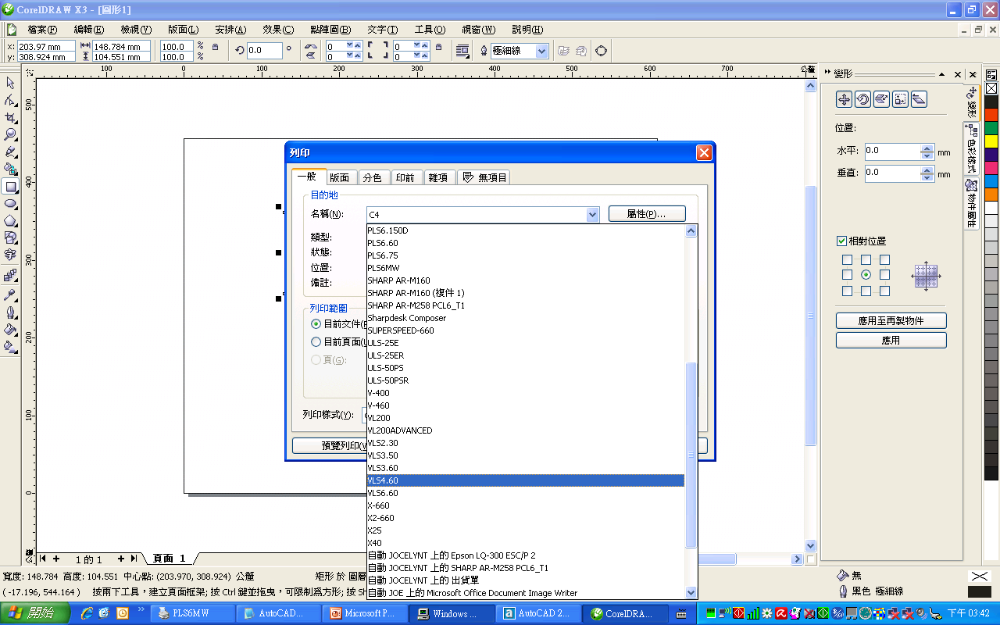 CorelDRAW X3 - [圖形1]
檔案(F) 編輯(E) 檢視(V) 版面(L) 安排(A) 效果(C) 點陣圖(B) 文字(T) 工具(O) 視窗(W) 說明(H)
x: 203.97 mm 148.784 mm 100.0 % 0.0 ° 0 0 極細線
y: 308.924 mm 104.551 mm 100.0 % 0 0
100 0 100 200 300 400 500 600 700 公釐
500
400
300
200
100
0
列印
一般 版面 分色 印前 雜項 無項目
目的地
名稱(N): C4 屬性(P)...
類型:
狀態:
位置:
備註:
列印範圍
目前文件(R
目前頁面(U
頁(G):
列印樣式(Y):
預覽列印(W
PLS6.150D
PLS6.60
PLS6.75
PLS6MW
SHARP AR-M160
SHARP AR-M160 (複件 1)
SHARP AR-M258 PCL6_T1
Sharpdesk Composer
SUPERSPEED-660
ULS-25E
ULS-25ER
ULS-50PS
ULS-50PSR
V-400
V-460
VL200
VL200ADVANCED
VLS2.30
VLS3.50
VLS3.60
VLS4.60
VLS6.60
X-660
X2-660
X25
X40
自動 JOCELYNT 上的 Epson LQ-300 ESC/P 2
自動 JOCELYNT 上的 SHARP AR-M258 PCL6_T1
自動 JOCELYNT 上的 出貨單
自動 JOE 上的 Microsoft Office Document Image Writer
變形
位置:
水平: 0.0 mm
垂直: 0.0 mm
相對位置
應用至再製物件
應用
變形
色彩樣式
物件屬性
1 的 1 頁面 1
寬度: 148.784 高度: 104.551 中心點: (203.970, 308.924) 公釐 矩形 於 圖層
無
( -17.196, 544.164 ) 按兩下工具，建立頁面框架; 按 Ctrl 鍵並拖曳，可限制爲方形; 按 SH
黑色 極細線
開始 PLS6MW AutoCAD... Microsoft P... Windows ... AutoCAD 2... CorelDRA... 下午 03:42